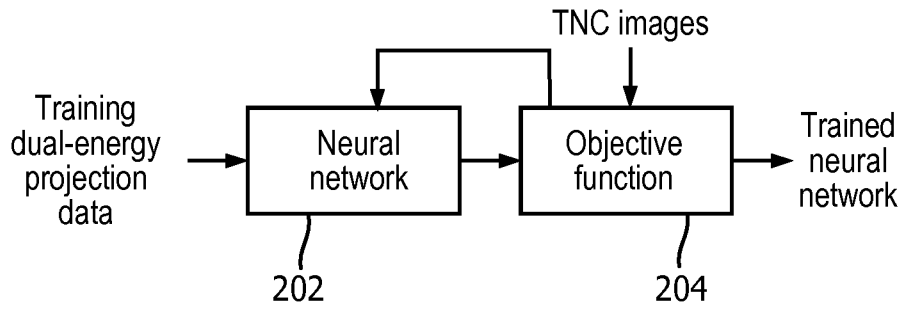 TNC images
Training
dual-energy
projection
data
Neural
network
Objective
function
Trained
neural
network
202
204